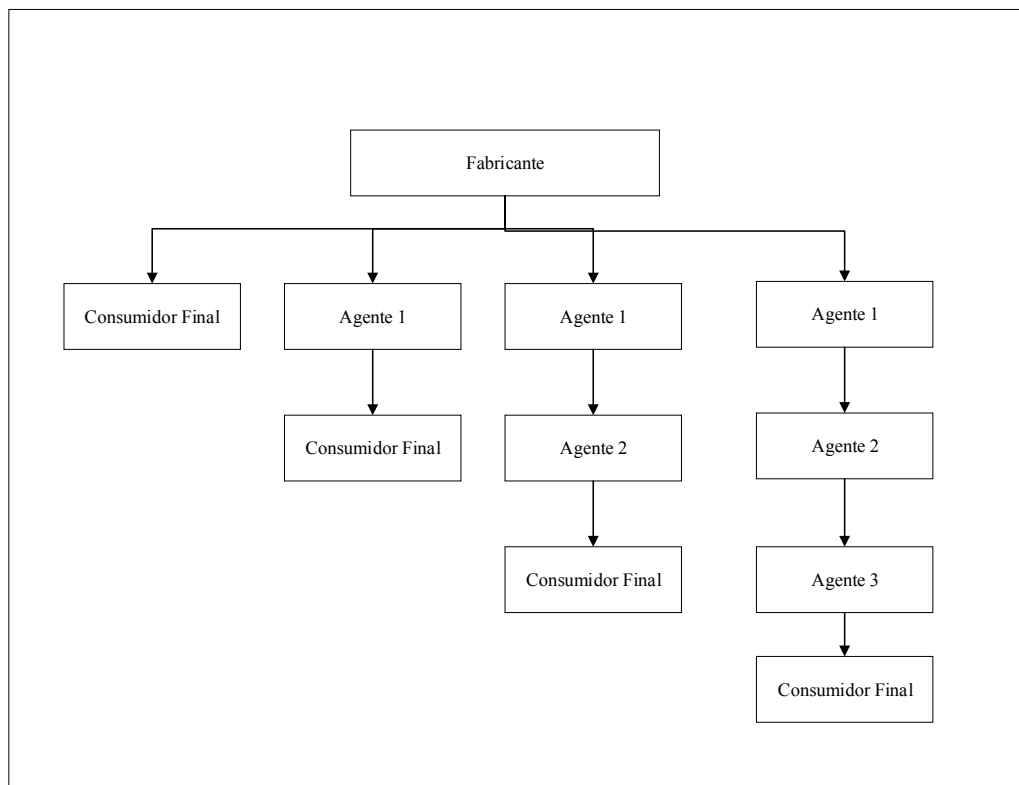 Fabricante
Consumidor Final
Agente 1
Agente 1
Agente 1
Consumidor Final
Agente 2
Agente 2
Consumidor Final
Agente 3
Consumidor Final